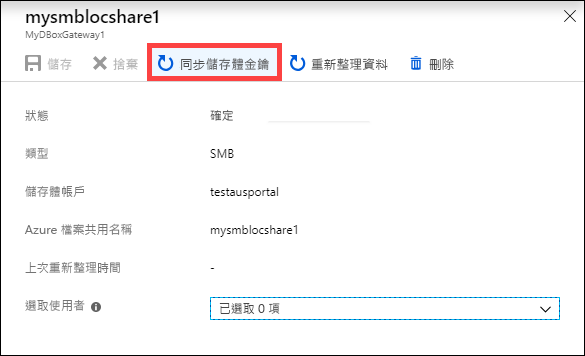 mysmblocshare1
MyDBoxGateway1
儲存 捨棄 同步儲存體金鑰 重新整理資料 刪除
狀態 確定
類型 SMB
儲存體帳戶 testausportal
Azure 檔案共用名稱 mysmblocshare1
上次重新整理時間 -
選取使用者 已選取 0 項